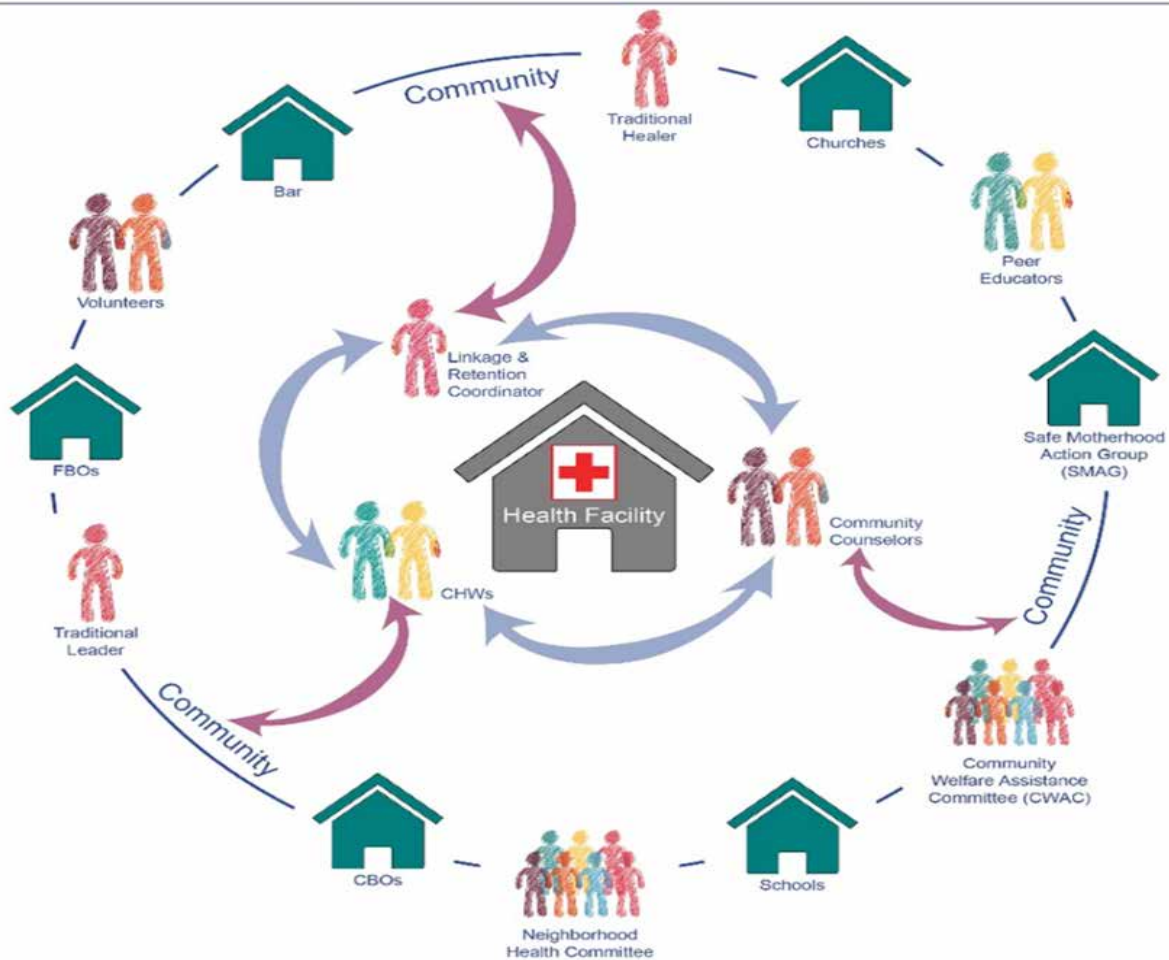 Community
Traditional
Healer
Churches
Bar
Peer
Educators
Volunteers
Linkage &
Retention
Coordinator
Safe Motherhood
Action Group
(SMAG)
FBOs
Health Facility
Community
Counselors
Community
CHWs
Traditional
Leader
Community
Community
Welfare Assistance
Committee (CWAC)
CBOs
Schools
Neighborhood
Health Committee